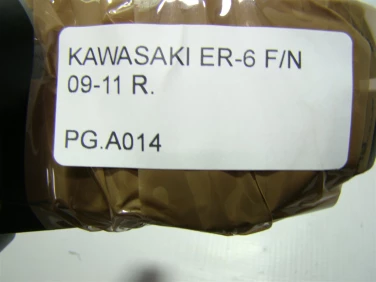 KAWASAKI ER-6 F/N
09-11 R.
PG.A014